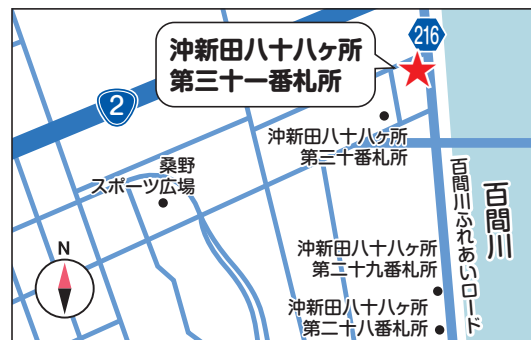 沖新田八十八ヶ所
第三十一番札所
216
2
沖新田八十八ヶ所
第三十番札所
桑野
スポーツ広場
百間川
百間川ふれあいロード
N
沖新田八十八ヶ所
第二十九番札所
沖新田八十八ヶ所
第二十八番札所